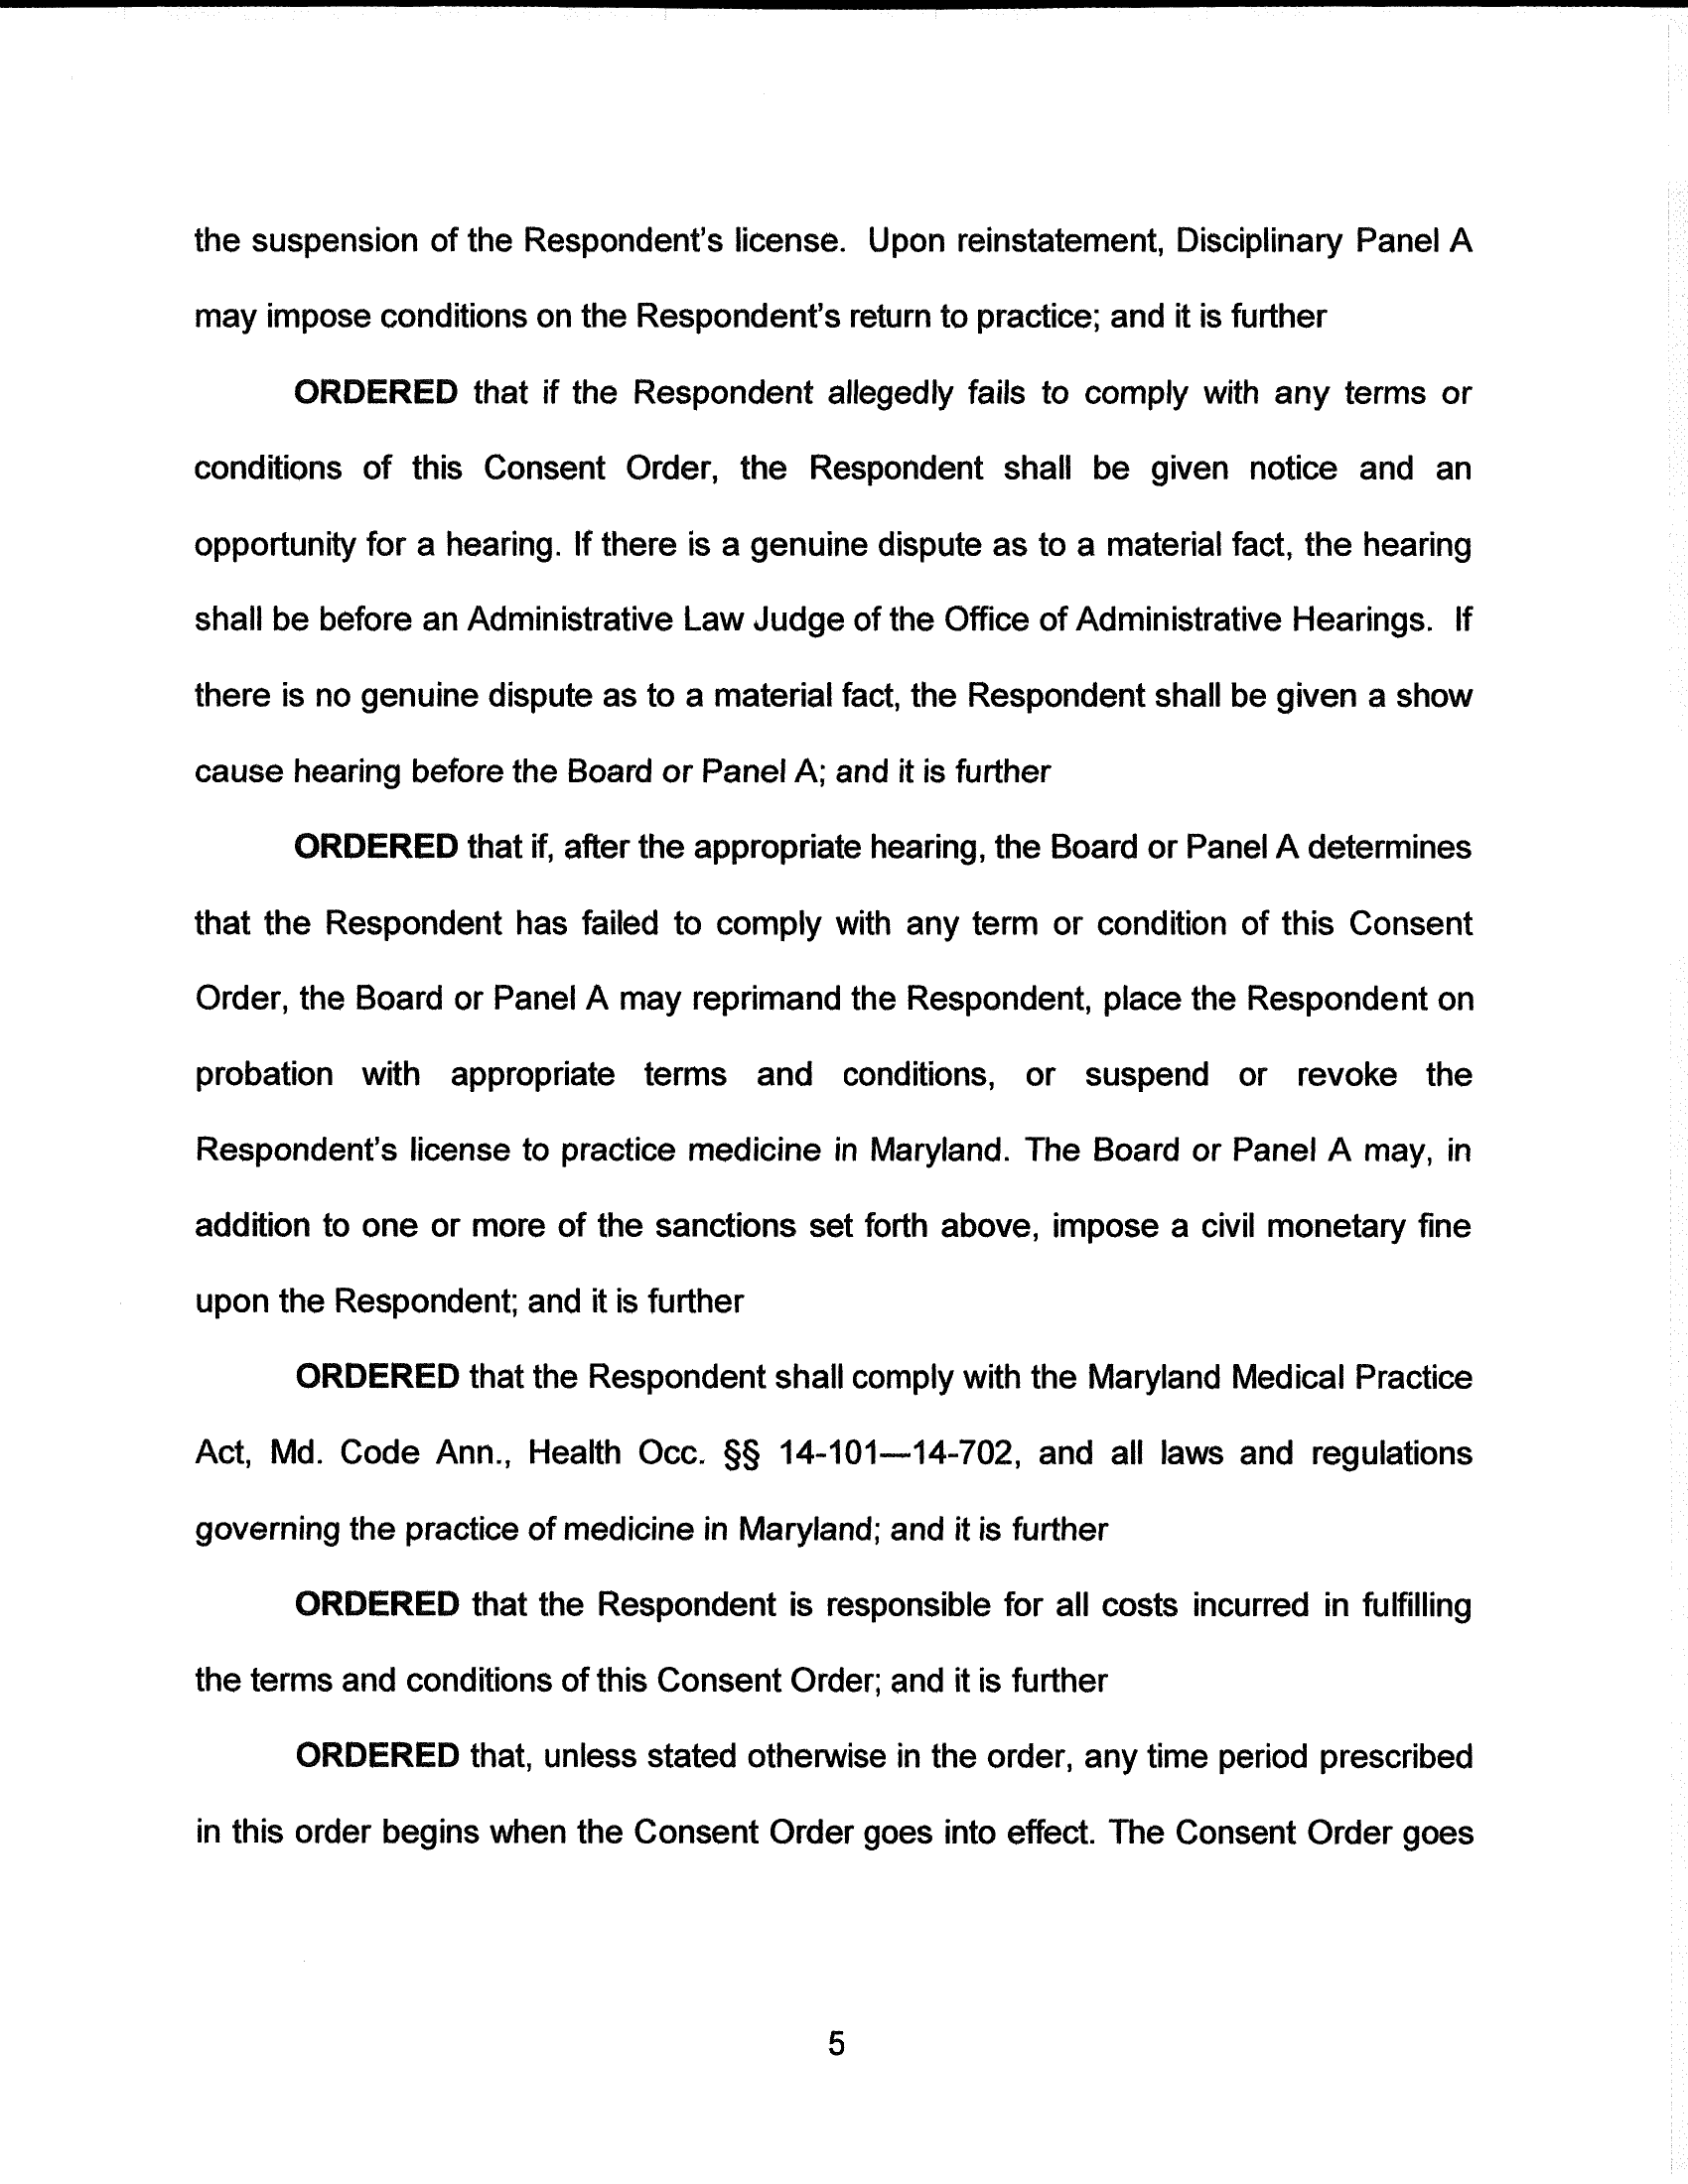 the suspension of the Respondent's license. Upon reinstatement, Disciplinary Panel A
may impose conditions on the Respondent's return to practice; and it is further
ORDERED that if the Respondent allegedly fails to comply with any terms or
conditions of this Consent Order, the Respondent shall be given notice and an
opportunity for a hearing. If there is a genuine dispute as to a material fact, the hearing
shall be before an Administrative Law Judge of the Office of Administrative Hearings. If
there is no genuine dispute as to a material fact, the Respondent shall be given a show
cause hearing before the Board or Panel A; and it is further
ORDERED that if, after the appropriate hearing, the Board or Panel A determines
that the Respondent has failed to comply with any term or condition of this Consent
Order, the Board or Panel A may reprimand the Respondent, place the Respondent on
probation with appropriate terms and conditions, or suspend or revoke the
Respondent's license to practice medicine in Maryland. The Board or Panel A may, in
addition to one or more of the sanctions set forth above, impose a civil monetary fine
upon the Respondent; and it is further
ORDERED that the Respondent shall comply with the Maryland Medical Practice
Act, Md. Code Ann., Health Occ. §§ 14-101—14-702, and all laws and regulations
governing the practice of medicine in Maryland; and it is further
ORDERED that the Respondent is responsible for all costs incurred in fulfilling
the terms and conditions of this Consent Order; and it is further
ORDERED that, unless stated otherwise in the order, any time period prescribed
in this order begins when the Consent Order goes into effect. The Consent Order goes
5